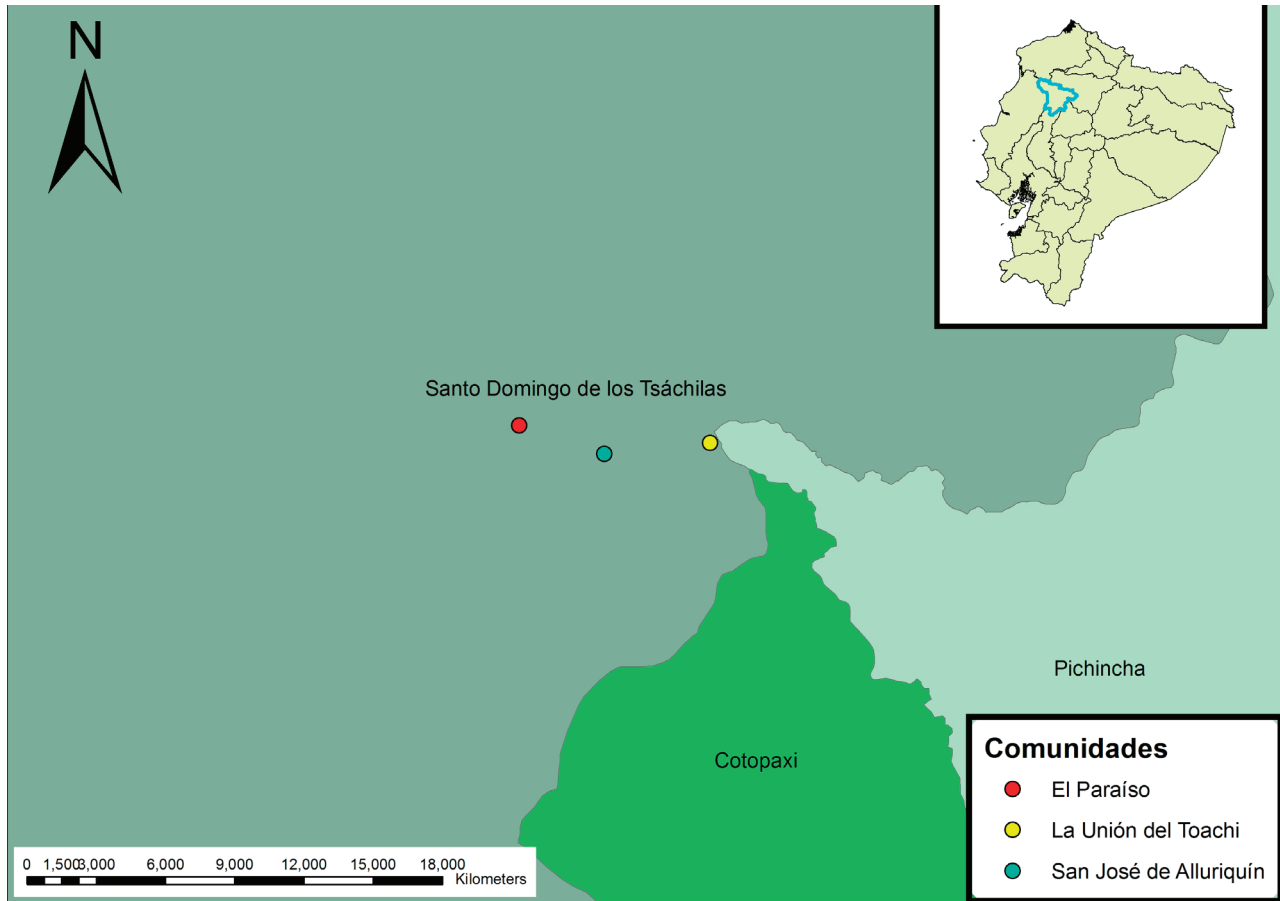 N
Santo Domingo de los Tsáchilas
Pichincha
Cotopaxi
Comunidades
El Paraíso
La Unión del Toachi
San José de Alluriquín
0 1,5003,000 6,000 9,000 12,000 15,000 18,000
Kilometers